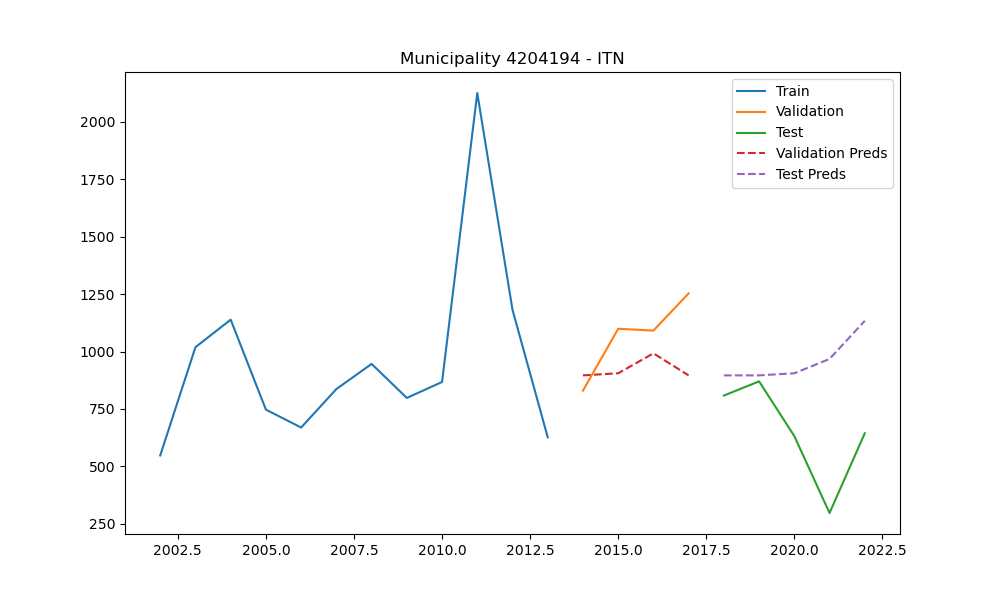 Municipality 4204194 - ITN
Train
Validation
Test
Validation Preds
Test Preds
2000
1750
1500
1250
1000
750
500
250
2002.5 2005.0 2007.5 2010.0 2012.5 2015.0 2017.5 2020.0 2022.5